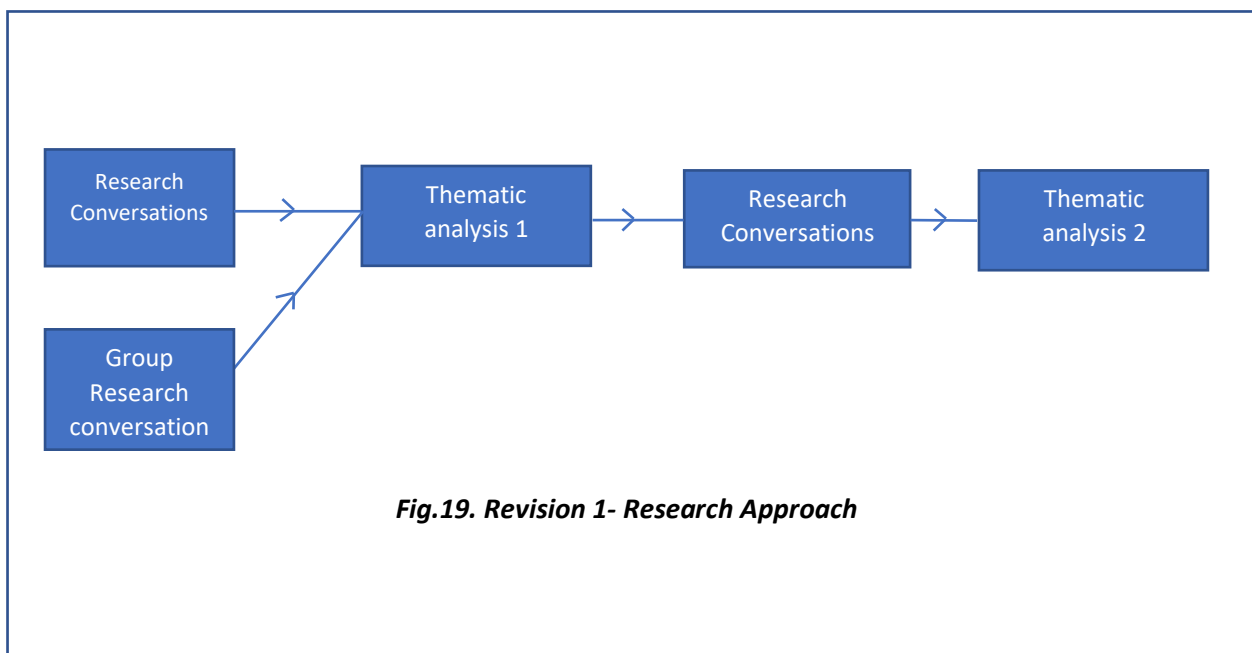 Research
Conversations
Thematic
analysis 1
Research
Conversations
Thematic
analysis 2
Group
Research
conversation
Fig.19. Revision 1- Research Approach